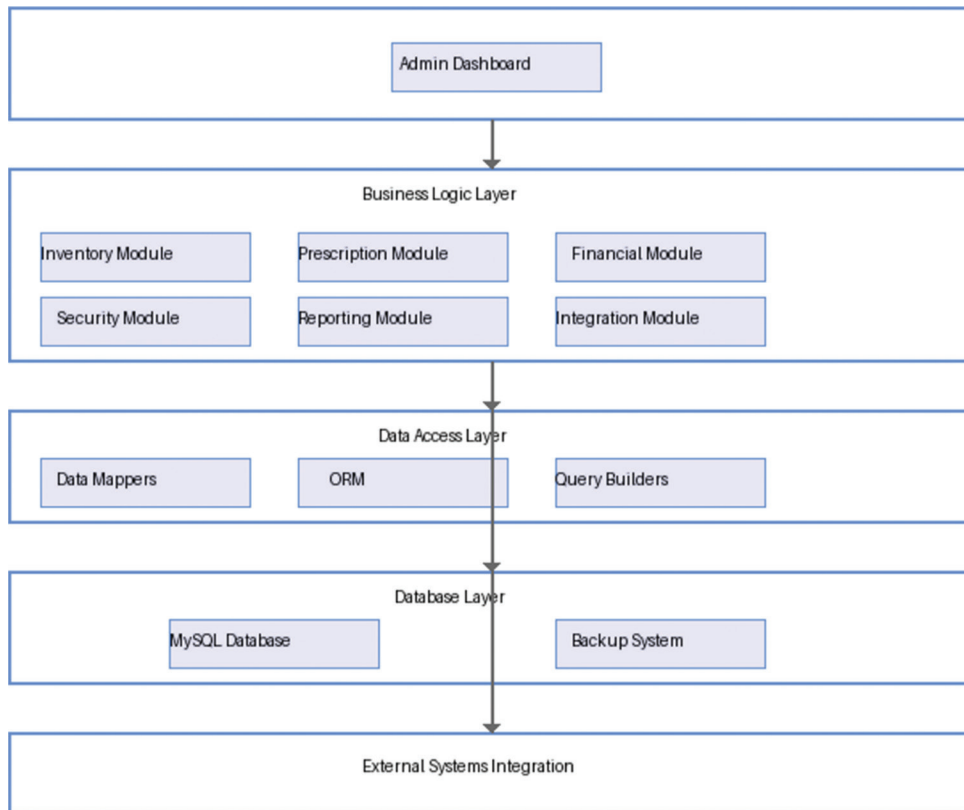 Admin Dashboard
Business Logic Layer
Inventory Module
Prescription Module
Financial Module
Security Module
Reporting Module
Integration Module
Data Access Layer
Data Mappers
ORM
Query Builders
Database Layer
MySQL Database
Backup System
External Systems Integration